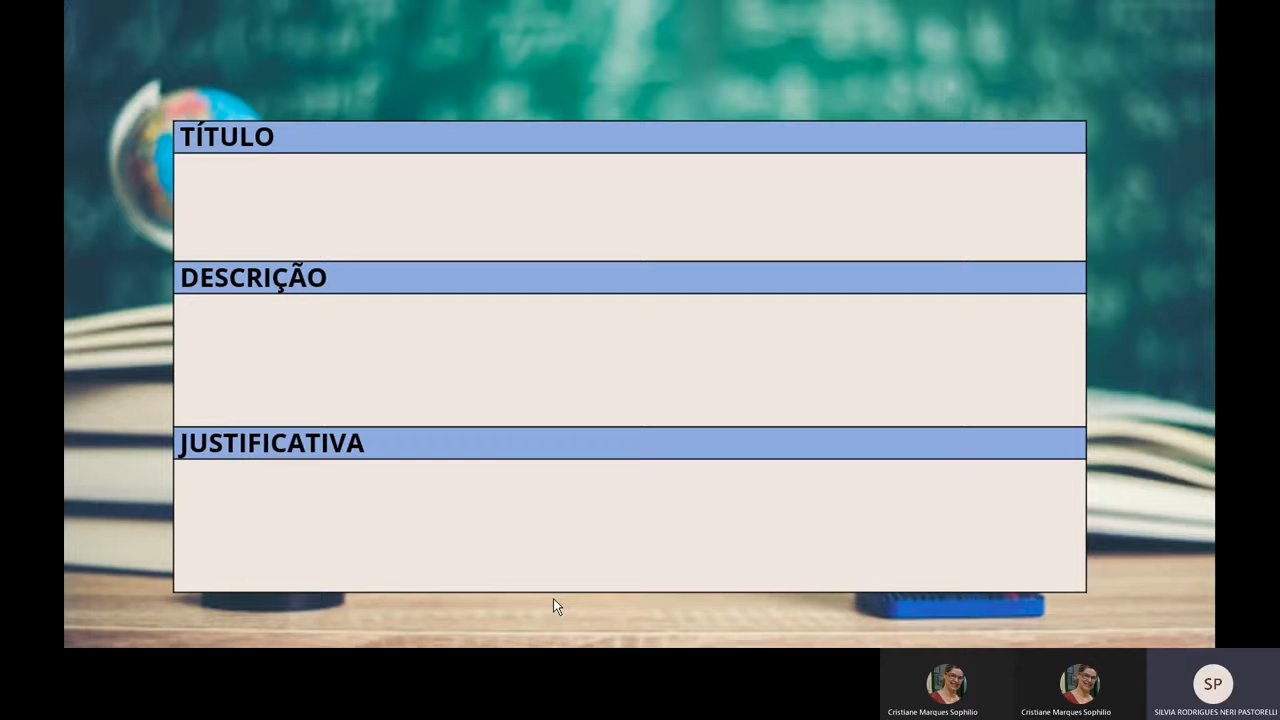 TÍTULO
DESCRIÇÃO
JUSTIFICATIVA
SP
Cristiane Marques Sophilio
Cristiane Marques Sophilio
SILVIA RODRIGUES NERI PASTORELLI